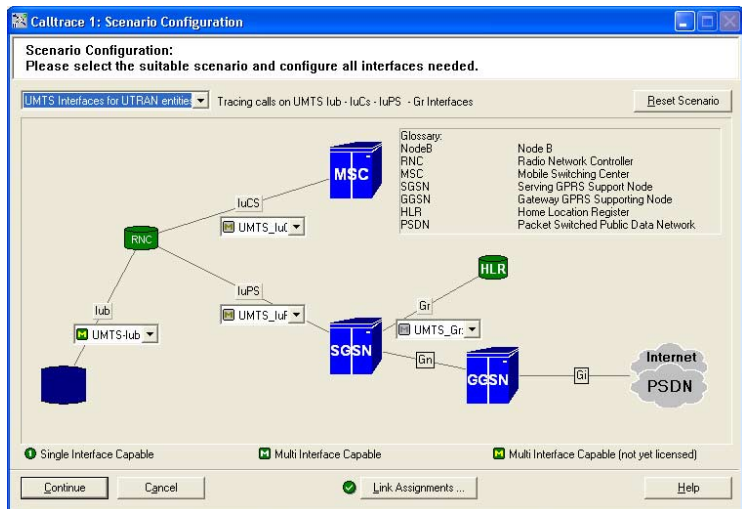 Calltrace 1: Scenario Configuration
Scenario Configuration:
Please select the suitable scenario and configure all interfaces needed.
UMTS Interfaces for UTRAN entities
Tracing calls on UMTS Iub - IuCs - IuPS - Gr Interfaces
Reset Scenario
Glossary:
NodeB Node B
RNC Radio Network Controller
MSC Mobile Switching Center
SGSN Serving GPRS Support Node
GGSN Gateway GPRS Supporting Node
HLR Home Location Register
PSDN Packet Switched Public Data Network
MSC
IuCS
M UMTS_Iu(
RNC
HLR
IuPS
Gr
Iub
M UMTS_IuF
M UMTS_Gr:
M UMTS-Iub
SGSN
Gn
GGSN
Gi
Internet
PSDN
1 Single Interface Capable
M Multi Interface Capable
M Multi Interface Capable (not yet licensed)
Continue
Cancel
Link Assignments ...
Help